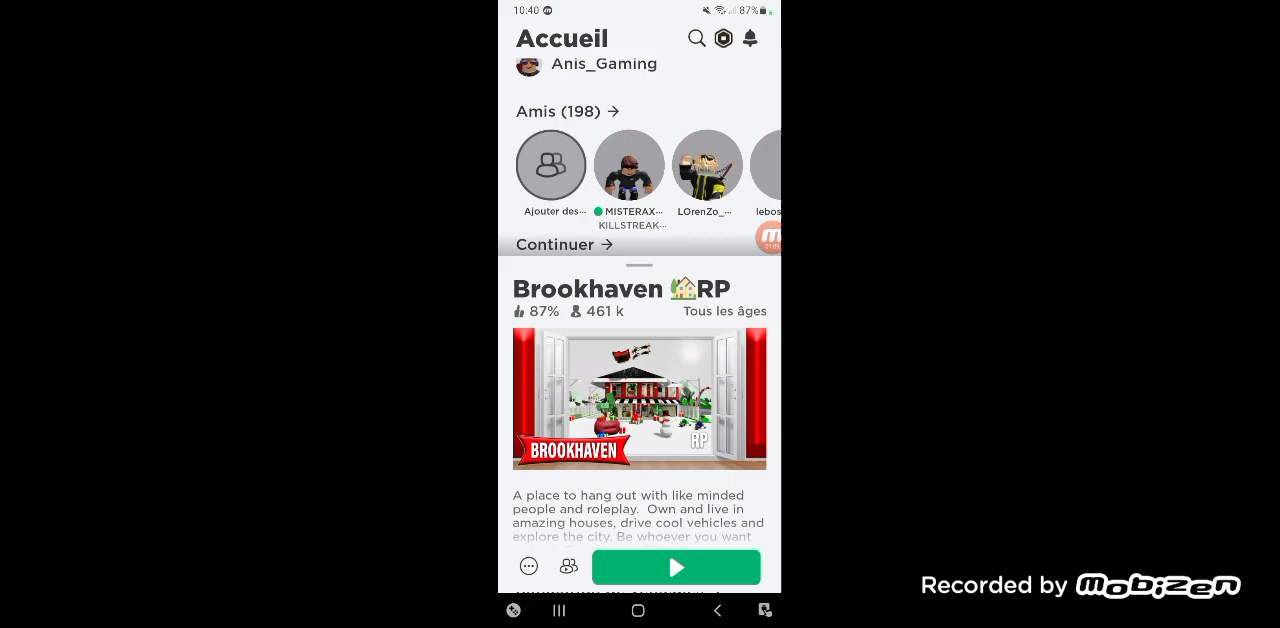 10:40
87%
Accueil
Anis_Gaming
Amis (198) →
Ajouter des...
MISTERAX...
LOrenZo_...
lebos
KILLSTREAK...
01:09
Continuer →
Brookhaven 🏡RP
87% 461 k Tous les âges
RP
BROOKHAVEN
A place to hang out with like minded
people and roleplay. Own and live in
amazing houses, drive cool vehicles and
explore the city. Be whoever you want
Recorded by mobizen